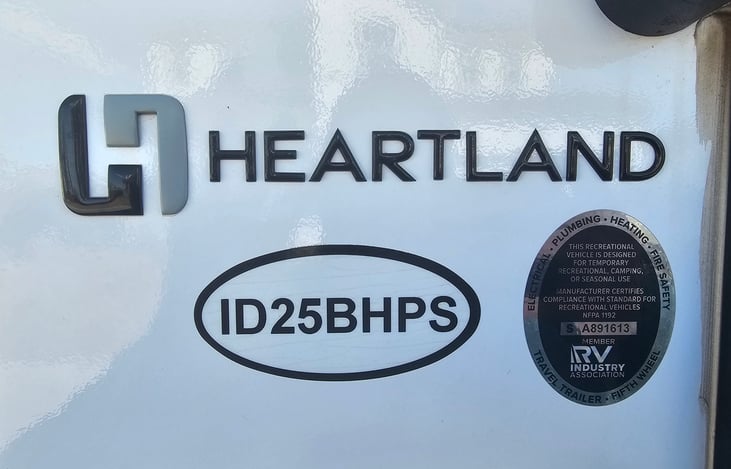 HEARTLAND
ID25BHPS
ELECTRICAL • PLUMBING • HEATING • FIRE SAFETY
THIS RECREATIONAL
VEHICLE IS DESIGNED
FOR TEMPORARY
RECREATIONAL, CAMPING,
OR SEASONAL USE
MANUFACTURER CERTIFIES
COMPLIANCE WITH STANDARD FOR
RECREATIONAL VEHICLES
NFPA 1192
S A891613
MEMBER
RV
INDUSTRY
ASSOCIATION
TRAVEL TRAILER • FIFTH WHEEL